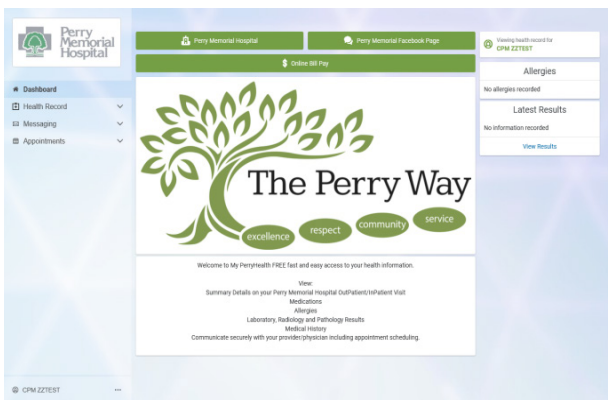 Perry
Memorial
Hospital
Dashboard
Health Record
Messaging
Appointments
CPM ZZTEST
Perry Memorial Hospital
Perry Memorial Facebook Page
Online Bill Pay
The Perry Way
excellence
respect
community
service
Welcome to My PerryHealth FREE fast and easy access to your health information.
View:
Summary Details on your Perry Memorial Hospital OutPatient/InPatient Visit
Medications
Allergies
Laboratory, Radiology and Pathology Results
Medical History
Communicate securely with your provider/physician including appointment scheduling.
Viewing health record for
CPM ZZTEST
Allergies
No allergies recorded
Latest Results
No information recorded
View Results